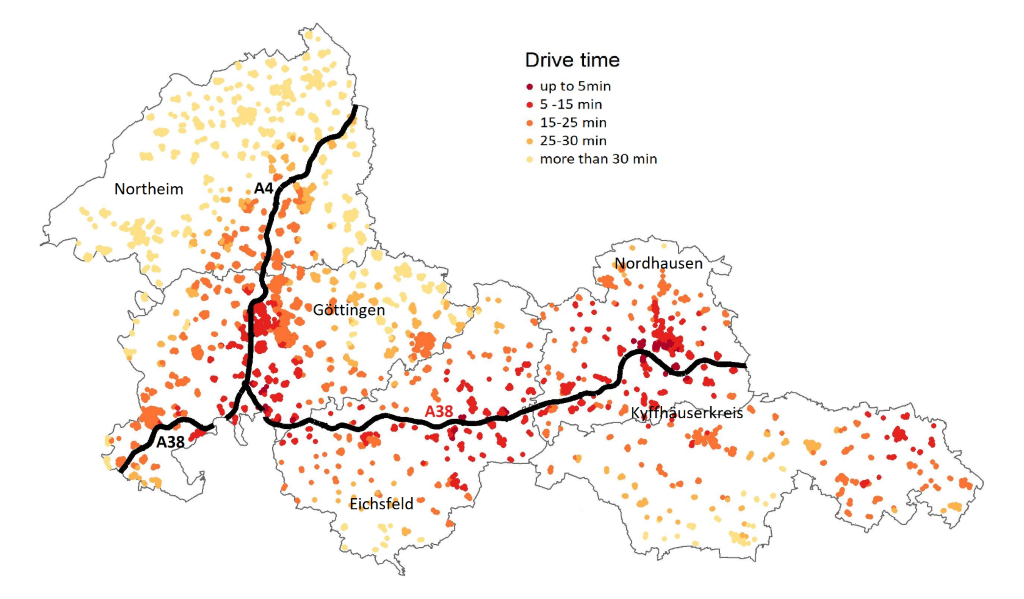 Drive time
up to 5min
5 -15 min
15-25 min
25-30 min
more than 30 min
Northeim
A4
Nordhausen
Göttingen
A38
Kyffhäuserkreis
A38
Eichsfeld